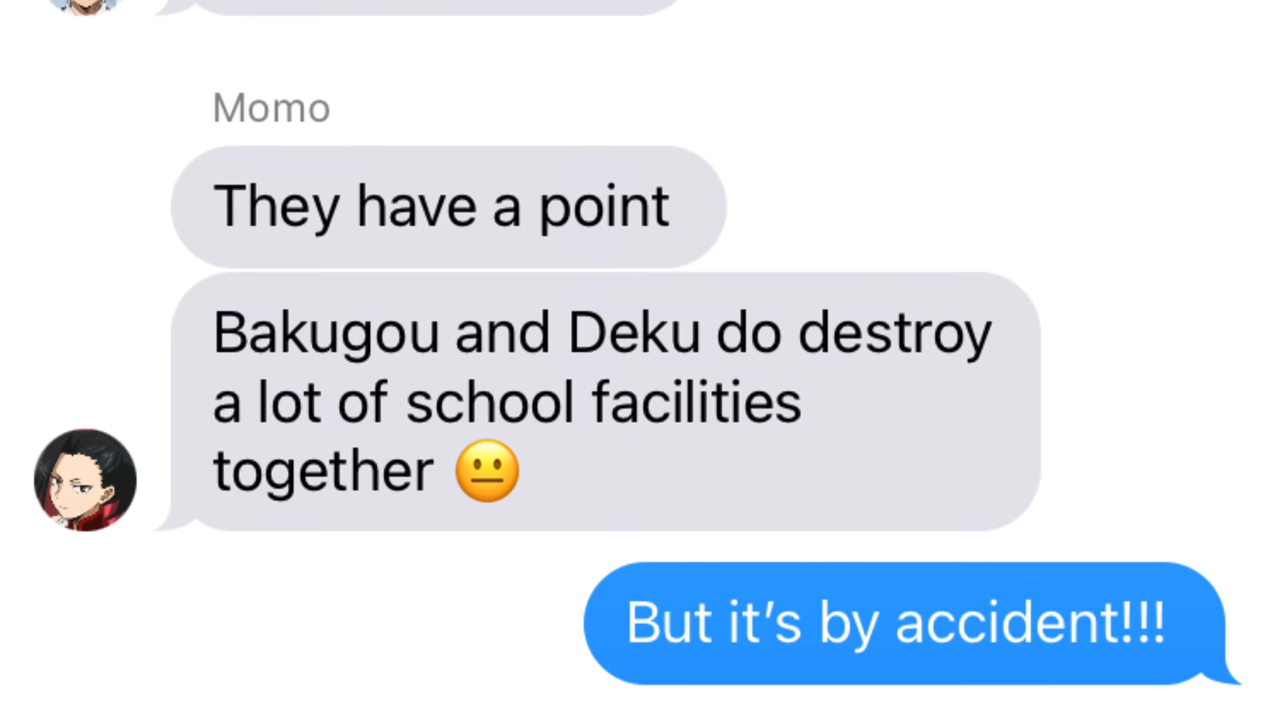 Momo
They have a point
Bakugou and Deku do destroy
a lot of school facilities
together 😐
But it’s by accident!!!